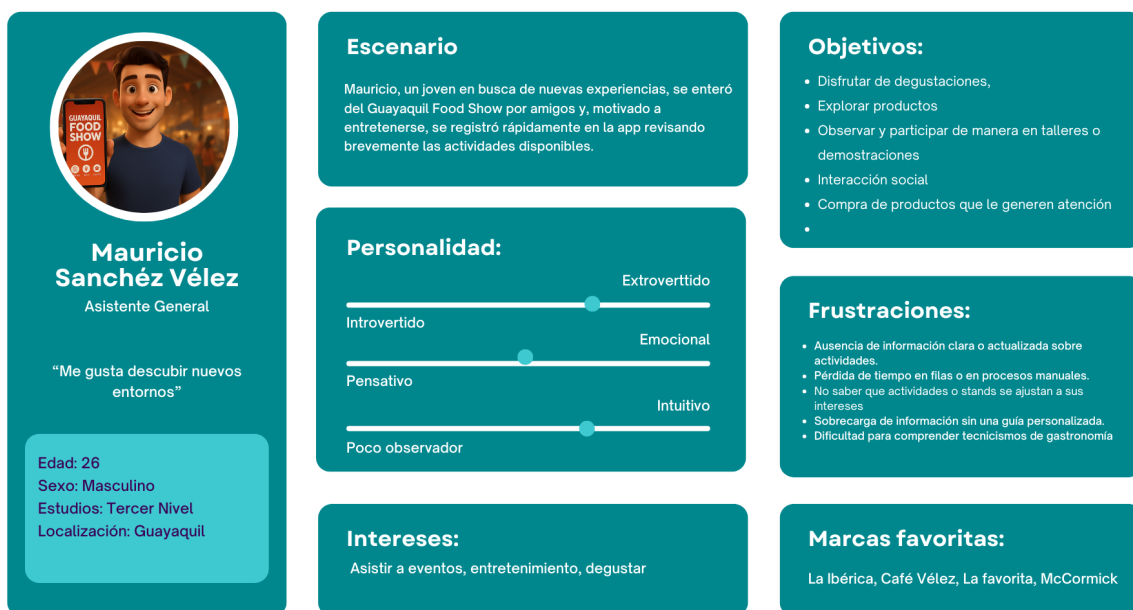 GUAYAQUIL
FOOD
SHOW
Mauricio
Sanchéz Vélez
Asistente General
“Me gusta descubir nuevos
entornos”
Edad: 26
Sexo: Masculino
Estudios: Tercer Nivel
Localización: Guayaquil
Escenario
Mauricio, un joven en busca de nuevas experiencias, se enteró
del Guayaquil Food Show por amigos y, motivado a
entretenerse, se registró rápidamente en la app revisando
brevemente las actividades disponibles.
Personalidad:
Extroverttido
Introvertido
Emocional
Pensativo
Intuitivo
Poco observador
Intereses:
Asistir a eventos, entretenimiento, degustar
Objetivos:
• Disfrutar de degustaciones,
• Explorar productos
• Observar y participar de manera en talleres o
demostraciones
• Interacción social
• Compra de productos que le generen atención
•
Frustraciones:
• Ausencia de información clara o actualizada sobre
actividades.
• Pérdida de tiempo en filas o en procesos manuales.
• No saber que actividades o stands se ajustan a sus
intereses
• Sobrecarga de información sin una guía personalizada.
• Dificultad para comprender tecnicismos de gastronomía
Marcas favoritas:
La Ibérica, Café Vélez, La favorita, McCormick